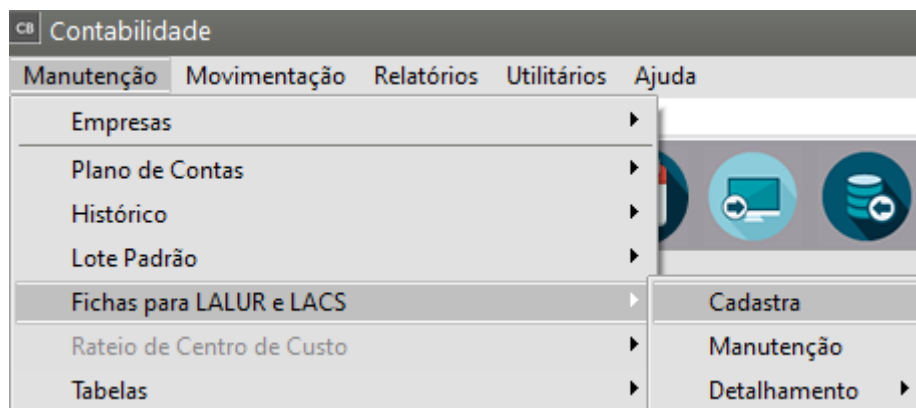 CB Contabilidade
Manutenção Movimentação Relatórios Utilitários Ajuda
Empresas
Plano de Contas
Histórico
Lote Padrão
Fichas para LALUR e LACS
Cadastra
Rateio de Centro de Custo
Manutenção
Tabelas
Detalhamento